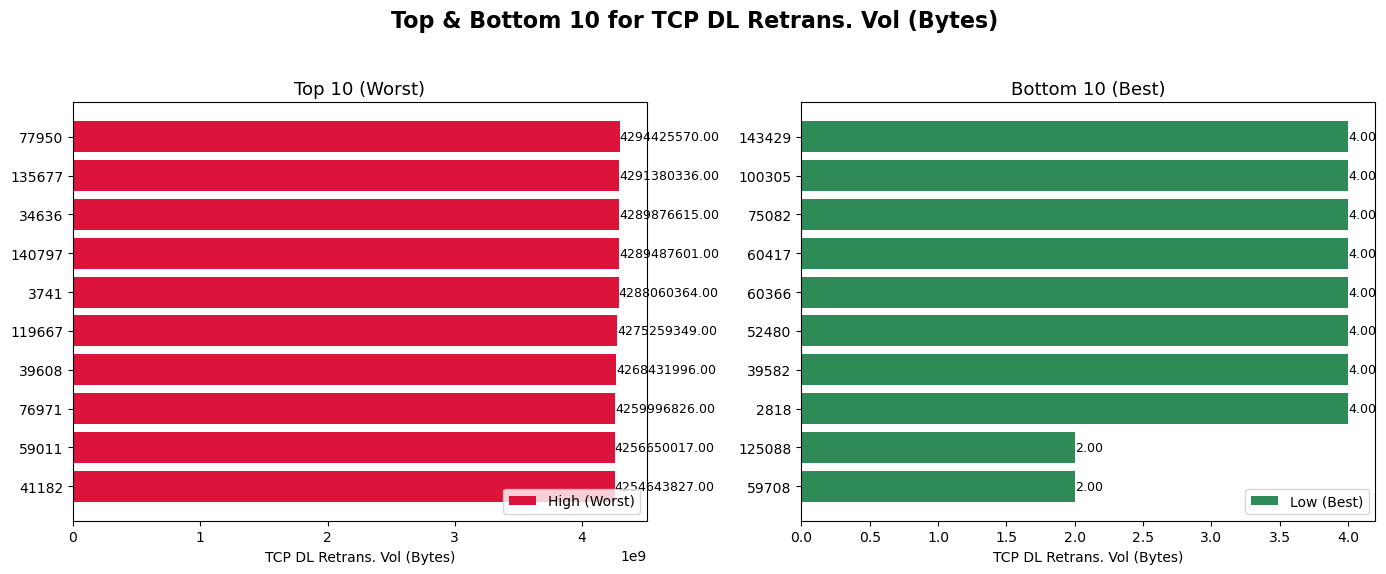 Top & Bottom 10 for TCP DL Retrans. Vol (Bytes)
Top 10 (Worst)
77950 4294425570.00
135677 4291380336.00
34636 4289876615.00
140797 4289487601.00
3741 4288060364.00
119667 4275259349.00
39608 4268431996.00
76971 4259996826.00
59011 4256650017.00
41182 4254643827.00
High (Worst)
0 1 2 3 4
1e9
TCP DL Retrans. Vol (Bytes)
Bottom 10 (Best)
143429 4.00
100305 4.00
75082 4.00
60417 4.00
60366 4.00
52480 4.00
39582 4.00
2818 4.00
125088 2.00
59708 2.00
Low (Best)
0.0 0.5 1.0 1.5 2.0 2.5 3.0 3.5 4.0
TCP DL Retrans. Vol (Bytes)